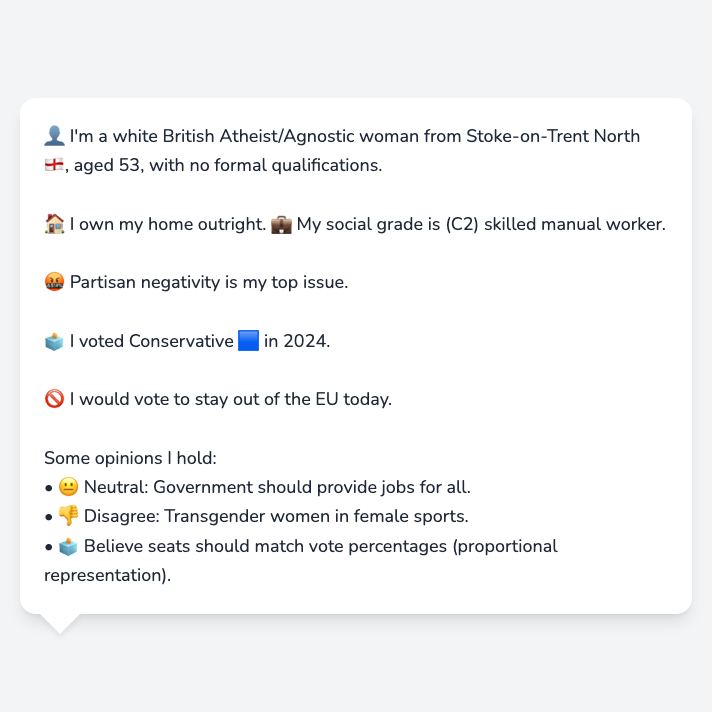 👤 I'm a white British Atheist/Agnostic woman from Stoke-on-Trent North
🏴󠁧󠁢󠁥󠁮󠁧󠁿, aged 53, with no formal qualifications.
🏠 I own my home outright. 💼 My social grade is (C2) skilled manual worker.
🤬 Partisan negativity is my top issue.
🗳️ I voted Conservative 🟦 in 2024.
🚫 I would vote to stay out of the EU today.
Some opinions I hold:
• 😐 Neutral: Government should provide jobs for all.
• 👎 Disagree: Transgender women in female sports.
• 🗳️ Believe seats should match vote percentages (proportional
representation).